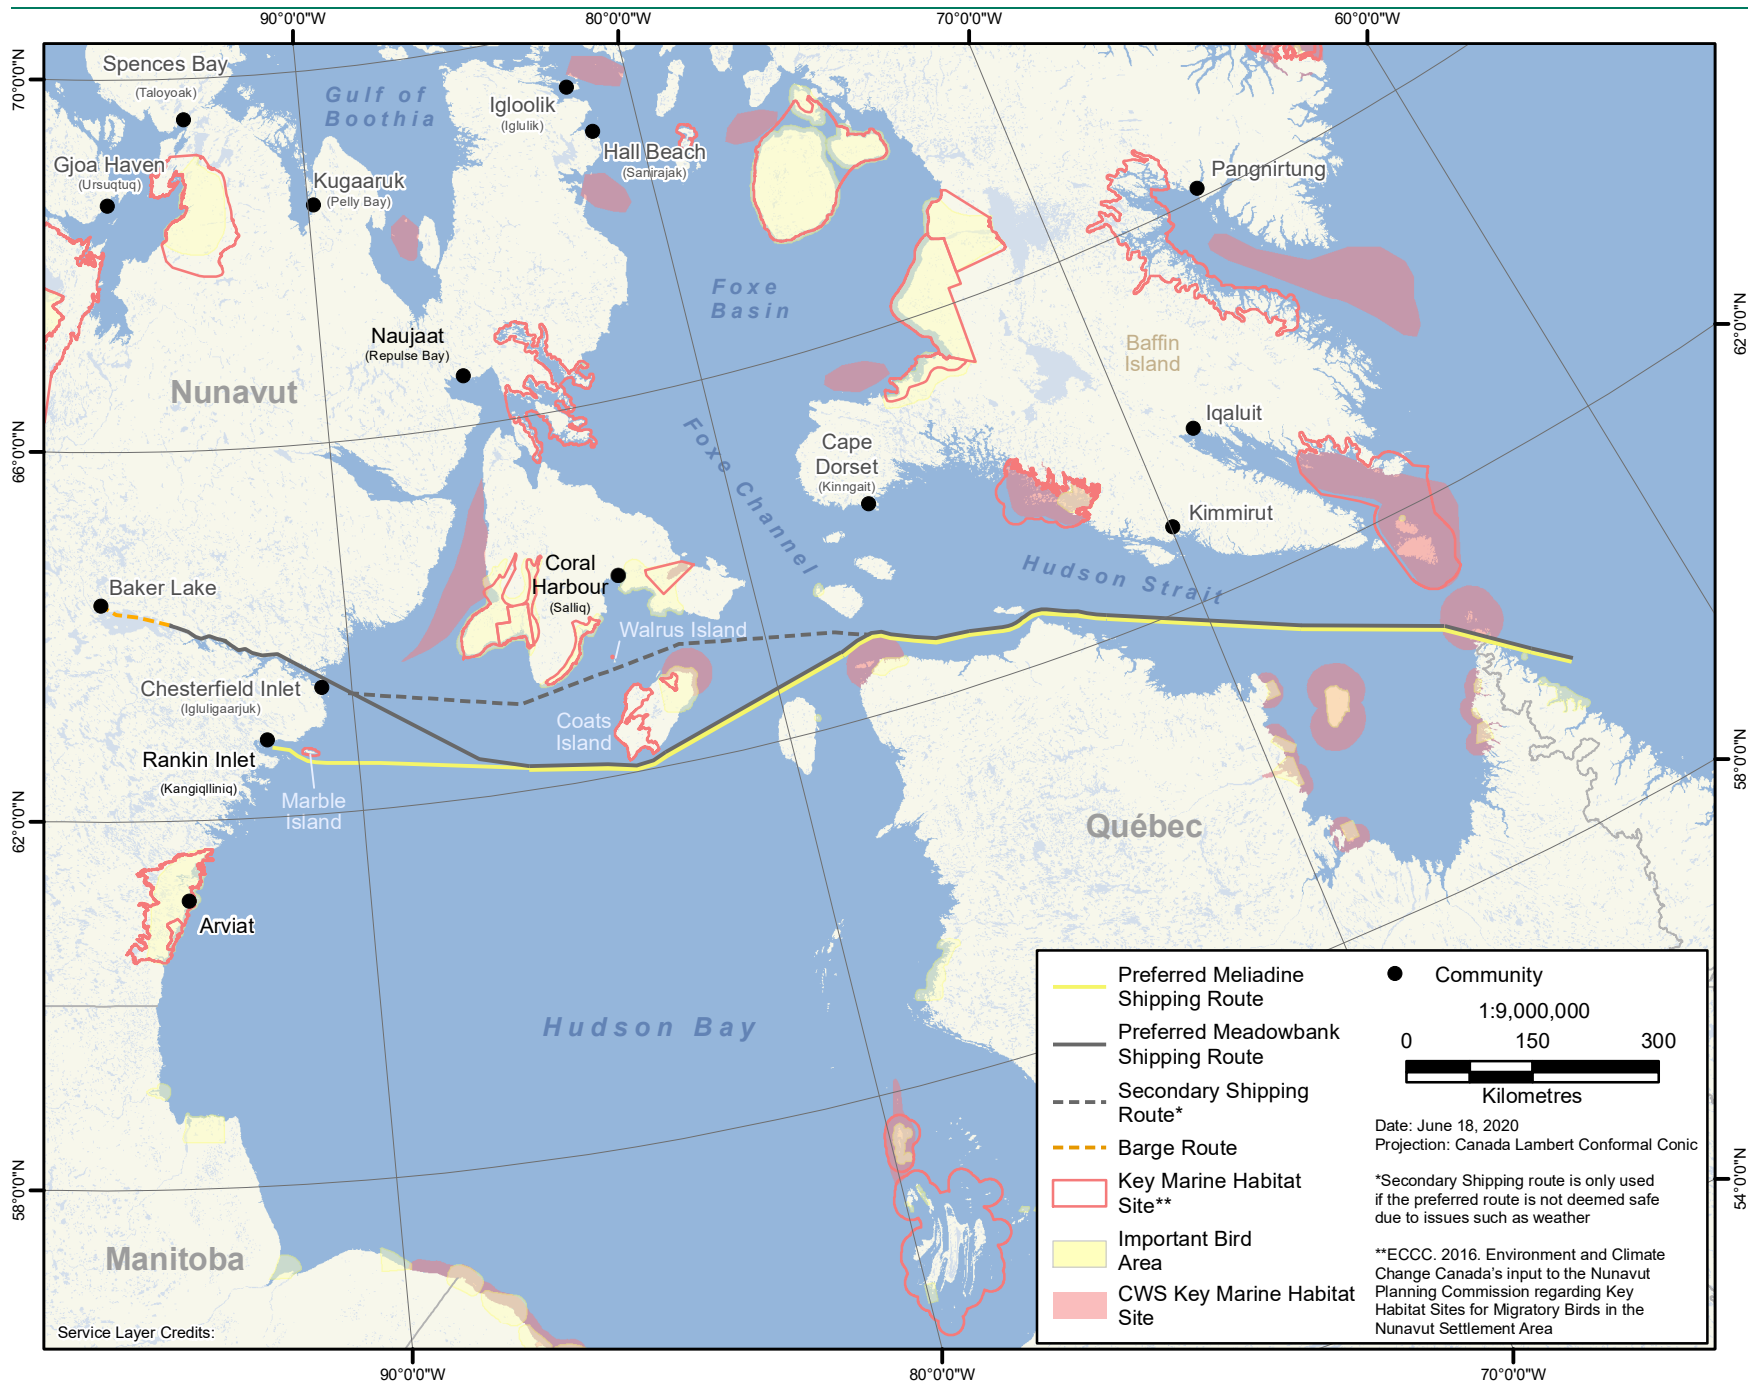 90°0'0"W
80°0'0"W
70°0'0"W
60°0'0"W
70°0'0"N
66°0'0"N
62°0'0"N
58°0'0"N
62°0'0"N
58°0'0"N
54°0'0"N
90°0'0"W
80°0'0"W
70°0'0"W
Spences Bay
(Taloyoak)
Gulf of
Boothia
Igloolik
(Iglulik)
Hall Beach
(Sanirajak)
Gjoa Haven
(Ursuqtuq)
Kugaaruk
(Pelly Bay)
Pangnirtung
Foxe
Basin
Naujaat
(Repulse Bay)
Nunavut
Baffin
Island
Iqaluit
Cape
Dorset
(Kinngait)
Foxe Channel
Kimmirut
Hudson Strait
Coral
Harbour
(Salliq)
Baker Lake
Walrus Island
Chesterfield Inlet
(Igluligaarjuk)
Coats
Island
Rankin Inlet
(Kangiqlliniq)
Marble
Island
Québec
Arviat
Hudson Bay
Manitoba
Service Layer Credits:
Preferred Meliadine
Shipping Route
Preferred Meadowbank
Shipping Route
Secondary Shipping
Route*
Barge Route
Key Marine Habitat
Site**
Important Bird
Area
CWS Key Marine Habitat
Site
Community
1:9,000,000
0 150 300
Kilometres
Date: June 18, 2020
Projection: Canada Lambert Conformal Conic
*Secondary Shipping route is only used
if the preferred route is not deemed safe
due to issues such as weather
**ECCC. 2016. Environment and Climate
Change Canada's input to the Nunavut
Planning Commission regarding Key
Habitat Sites for Migratory Birds in the
Nunavut Settlement Area